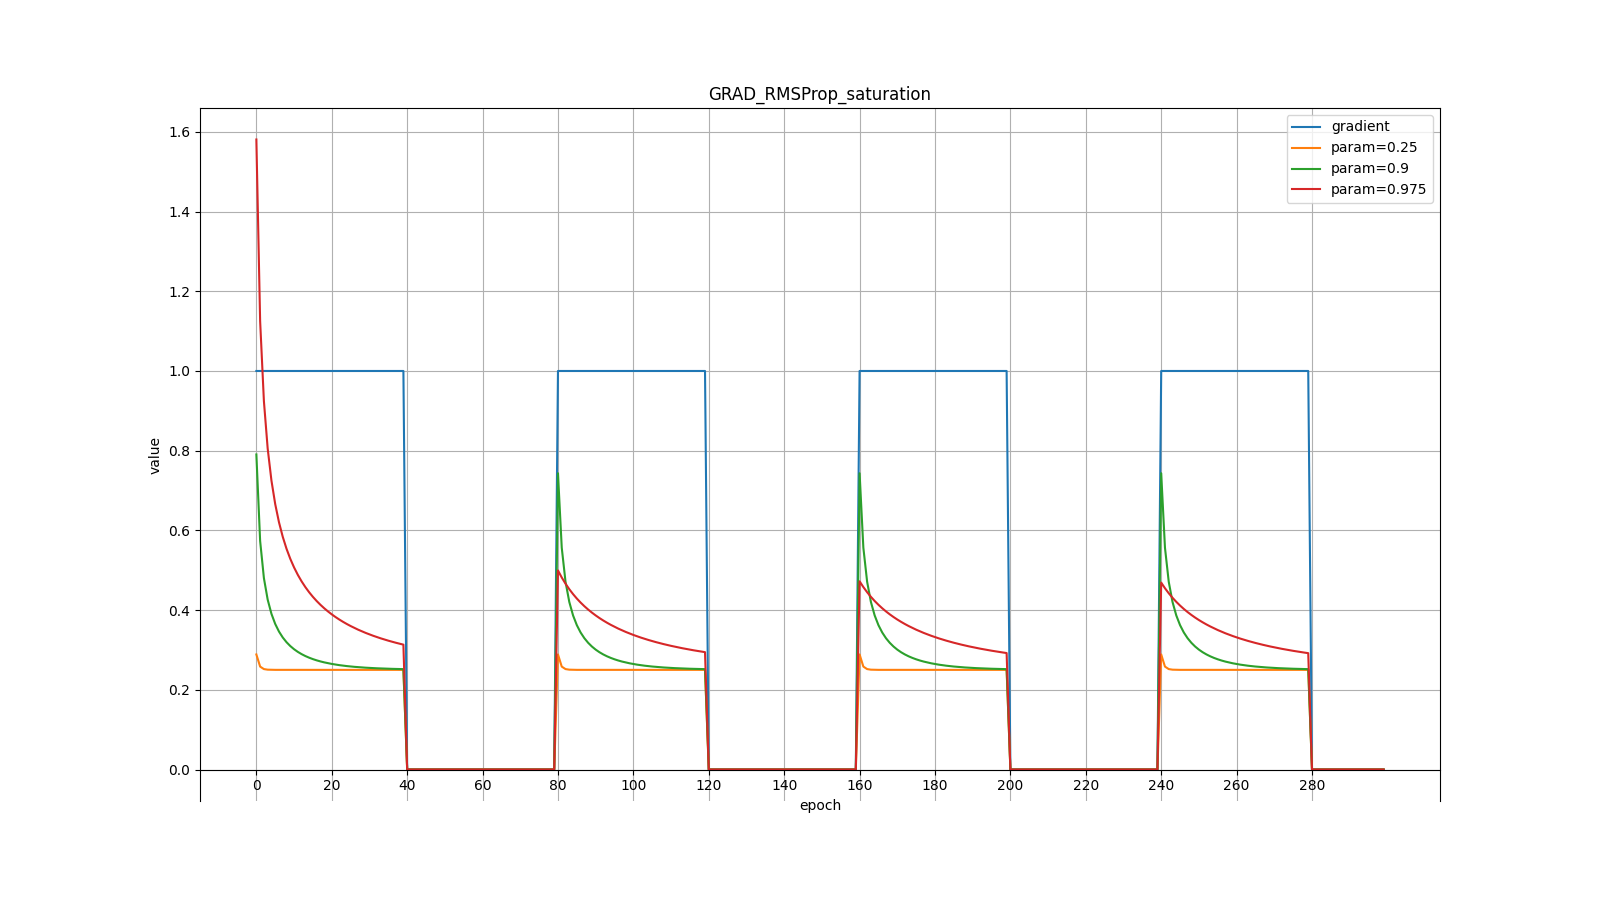 GRAD_RMSProp_saturation
gradient
param=0.25
param=0.9
param=0.975
1.6
1.4
1.2
1.0
0.8
0.6
0.4
0.2
0.0
value
0 20 40 60 80 100 120 140 160 180 200 220 240 260 280
epoch